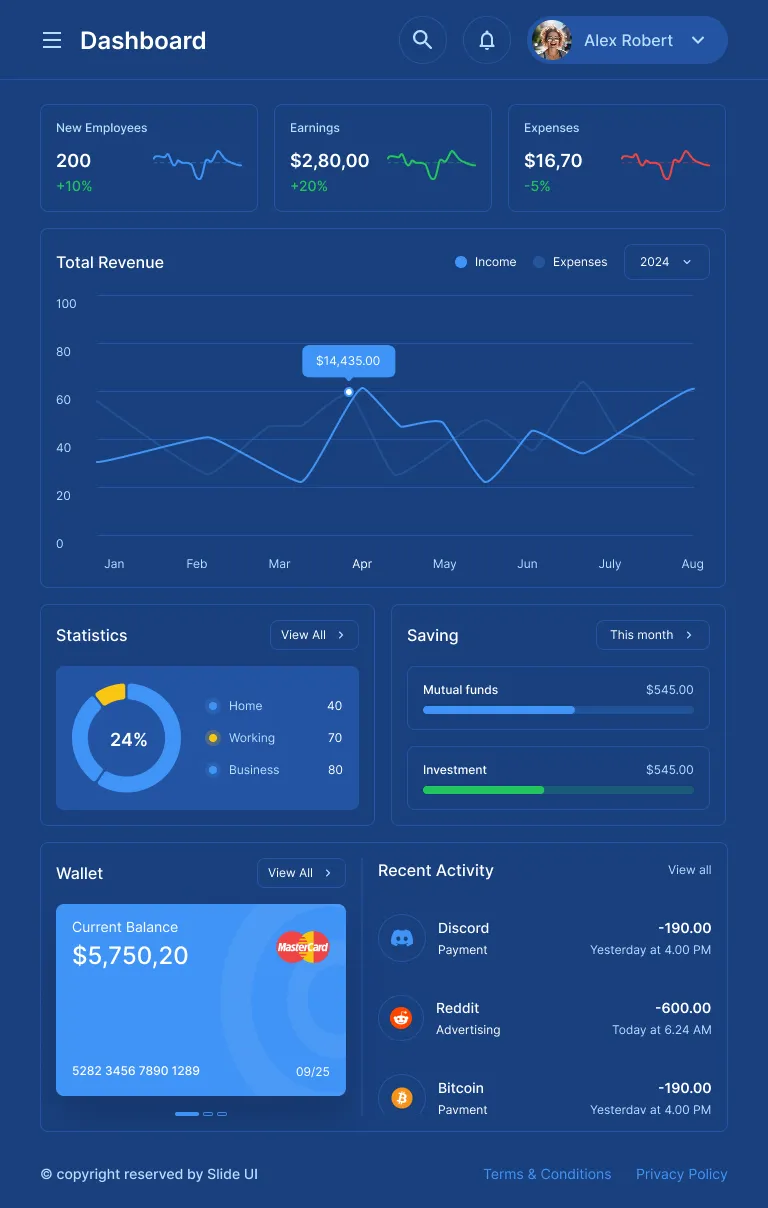 Dashboard
Alex Robert
New Employees
200
+10%
Earnings
$2,80,00
+20%
Expenses
$16,70
-5%
Total Revenue
Income
Expenses
2024
100
80
60
40
20
0
$14,435.00
Jan Feb Mar Apr May Jun July Aug
Statistics
View All
24%
Home 40
Working 70
Business 80
Saving
This month
Mutual funds $545.00
Investment $545.00
Wallet
View All
Current Balance
$5,750,20
MasterCard
5282 3456 7890 1289 09/25
Recent Activity
View all
Discord -190.00
Payment Yesterday at 4.00 PM
Reddit -600.00
Advertising Today at 6.24 AM
Bitcoin -190.00
Payment Yesterday at 4.00 PM
© copyright reserved by Slide UI
Terms & Conditions Privacy Policy